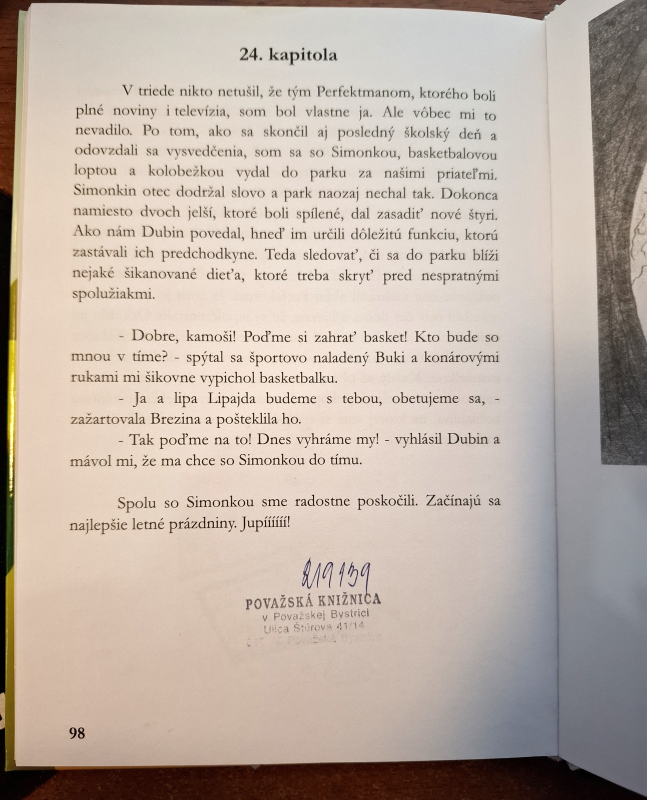 24. kapitola
V triede nikto netušil, že tým Perfektmanom, ktorého boli
plné noviny i televízia, som bol vlastne ja. Ale vôbec mi to
nevadilo. Po tom, ako sa skončil aj posledný školský deň a
odovzdali sa vysvedčenia, som sa so Simonkou, basketbalovou
loptou a kolobežkou vydal do parku za našimi priateľmi.
Simonkin otec dodržal slovo a park naozaj nechal tak. Dokonca
namiesto dvoch jelší, ktoré boli spílené, dal zasadiť nové štyri.
Ako nám Dubin povedal, hneď im určili dôležitú funkciu, ktorú
zastávali ich predchodkyne. Teda sledovať, či sa do parku blíži
nejaké šikanované dieťa, ktoré treba skryť pred nespratnými
spolužiakmi.
- Dobre, kamoši! Poďme si zahrať basket! Kto bude so
mnou v tíme? - spýtal sa športovo naladený Buki a konárovými
rukami mi šikovne vypichol basketbalku.
- Ja a lipa Lipajda budeme s tebou, obetujeme sa, -
zažartovala Brezina a pošteklila ho.
- Tak poďme na to! Dnes vyhráme my! - vyhlásil Dubin a
mávol mi, že ma chce so Simonkou do tímu.
Spolu so Simonkou sme radostne poskočili. Začínajú sa
najlepšie letné prázdniny. Jupíííííí!
219139
POVAŽSKÁ KNIŽNICA
v Považskej Bystrici
Ulica Štúrova 41/14
98